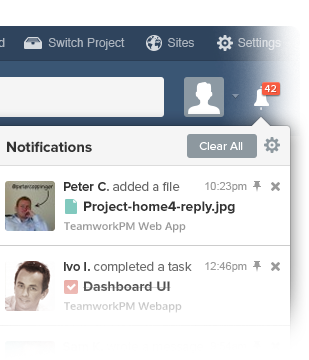 d Switch Project Sites Settings
42
Notifications Clear All
@petercoppinger
Peter C. added a file 10:23pm
Project-home4-reply.jpg
TeamworkPM Web App
Ivo I. completed a task 12:46pm
Dashboard UI
TeamworkPM Webapp